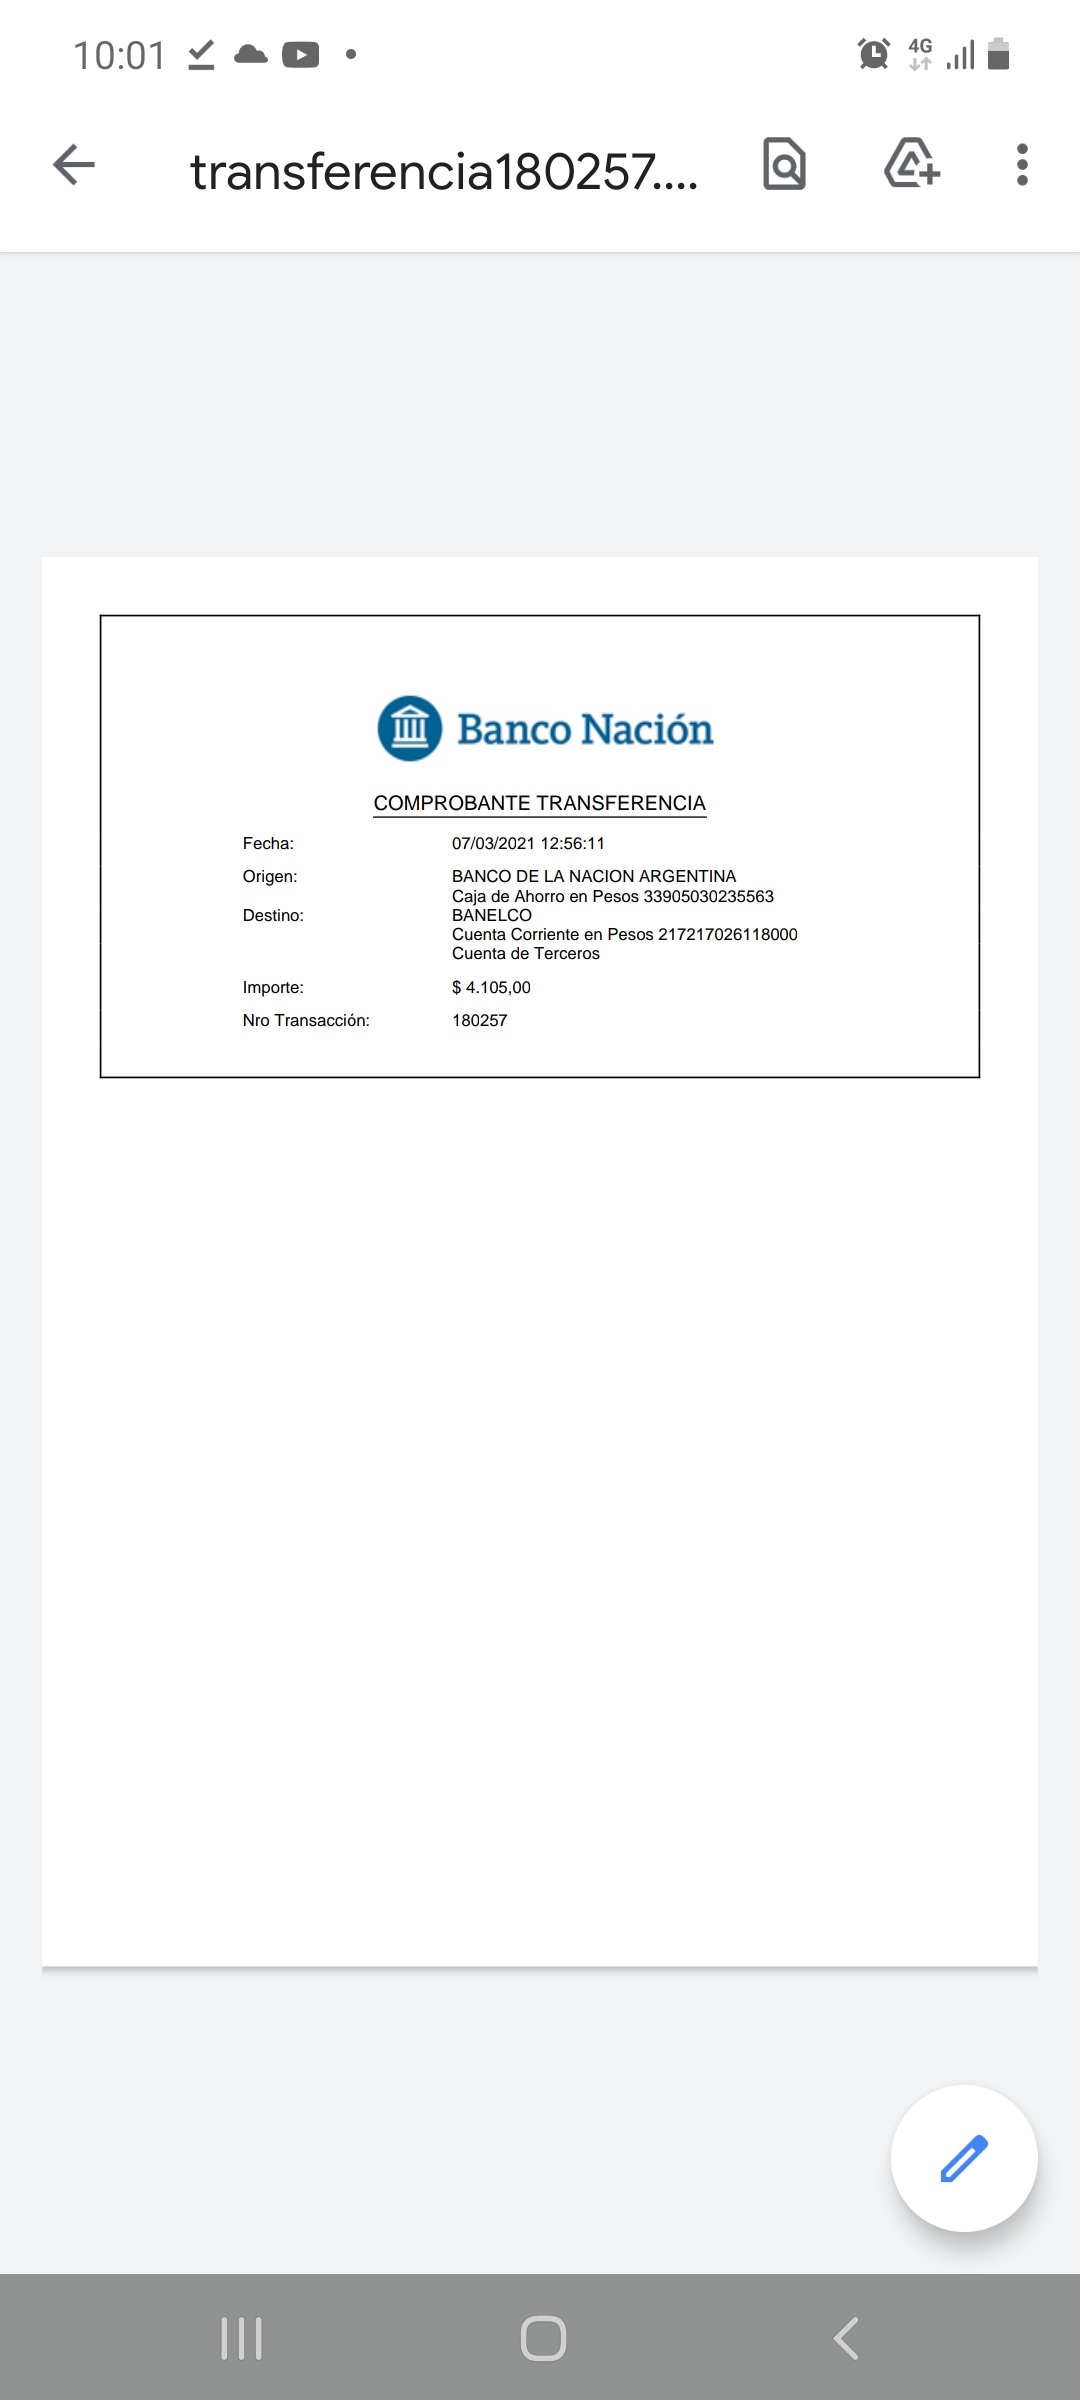 10:01
4G
transferencia180257....
Banco Nación
COMPROBANTE TRANSFERENCIA
Fecha: 07/03/2021 12:56:11
Origen: BANCO DE LA NACION ARGENTINA
Caja de Ahorro en Pesos 33905030235563
Destino: BANELCO
Cuenta Corriente en Pesos 217217026118000
Cuenta de Terceros
Importe: $ 4.105,00
Nro Transacción: 180257